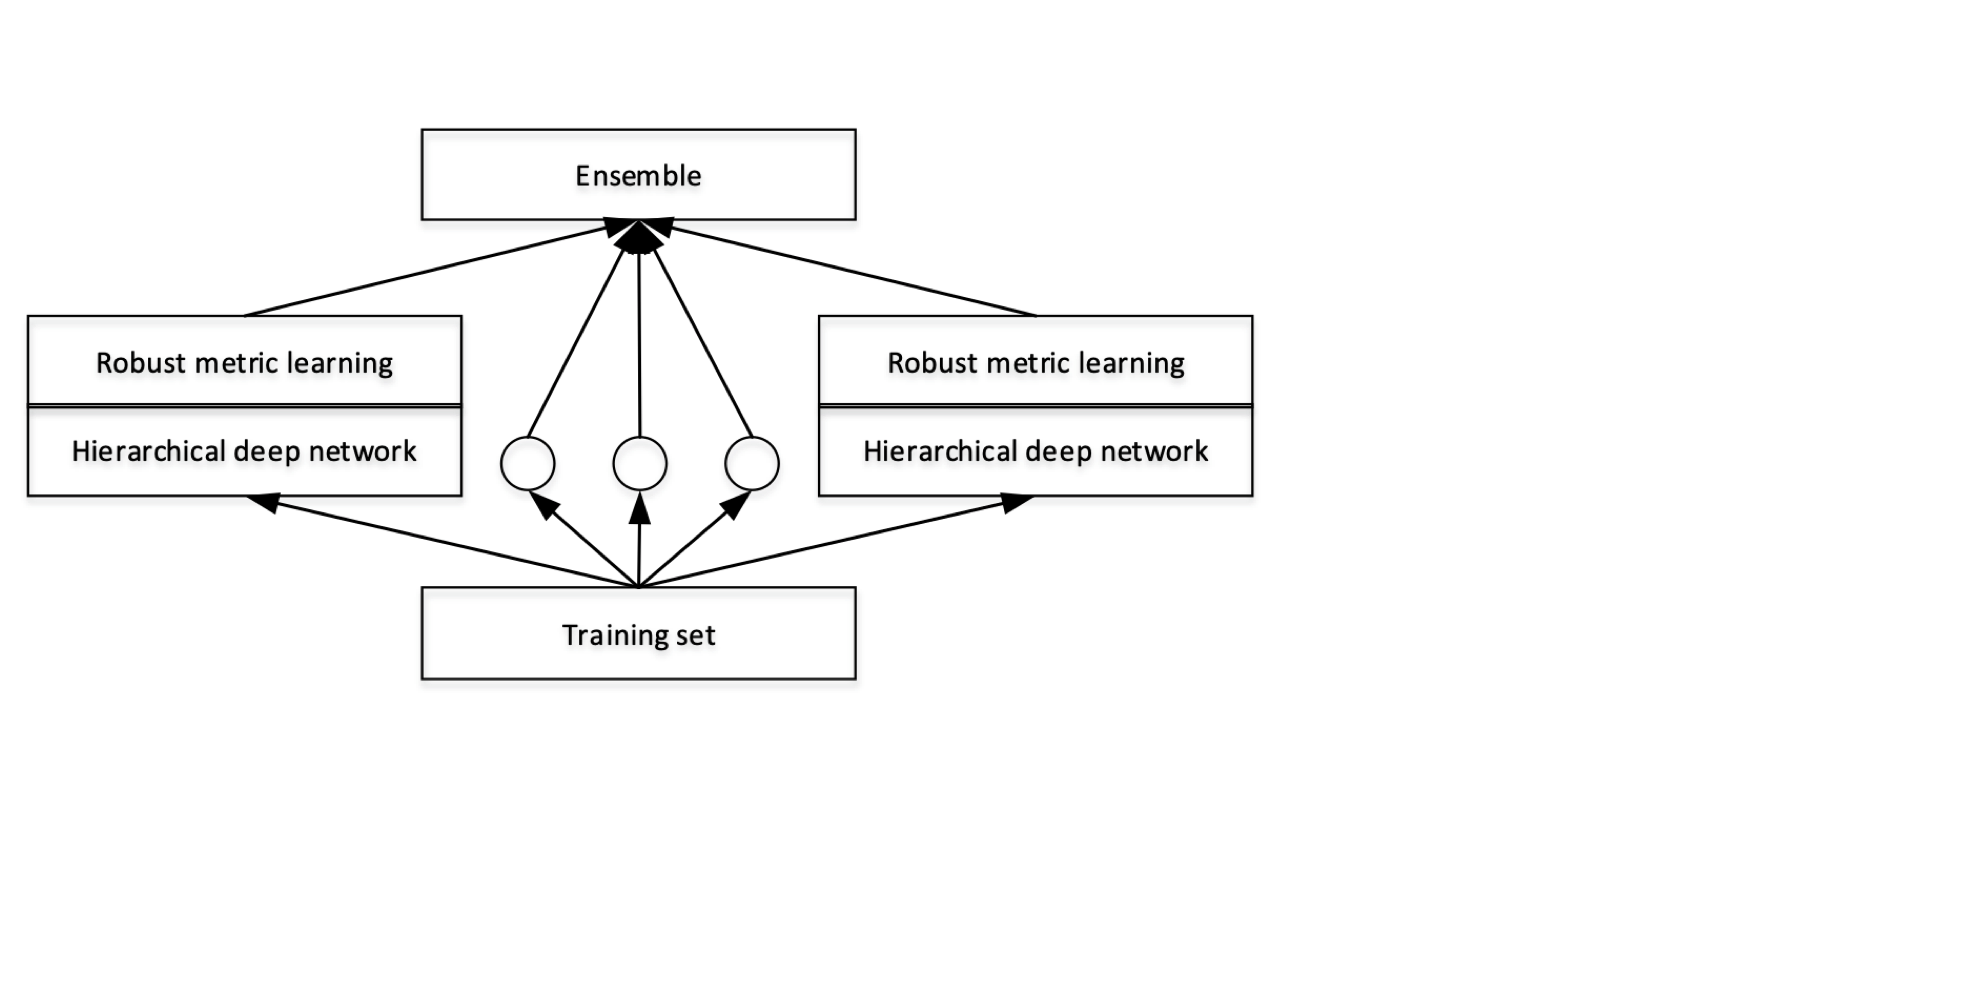 Ensemble
Robust metric learning
Hierarchical deep network
Robust metric learning
Hierarchical deep network
Training set